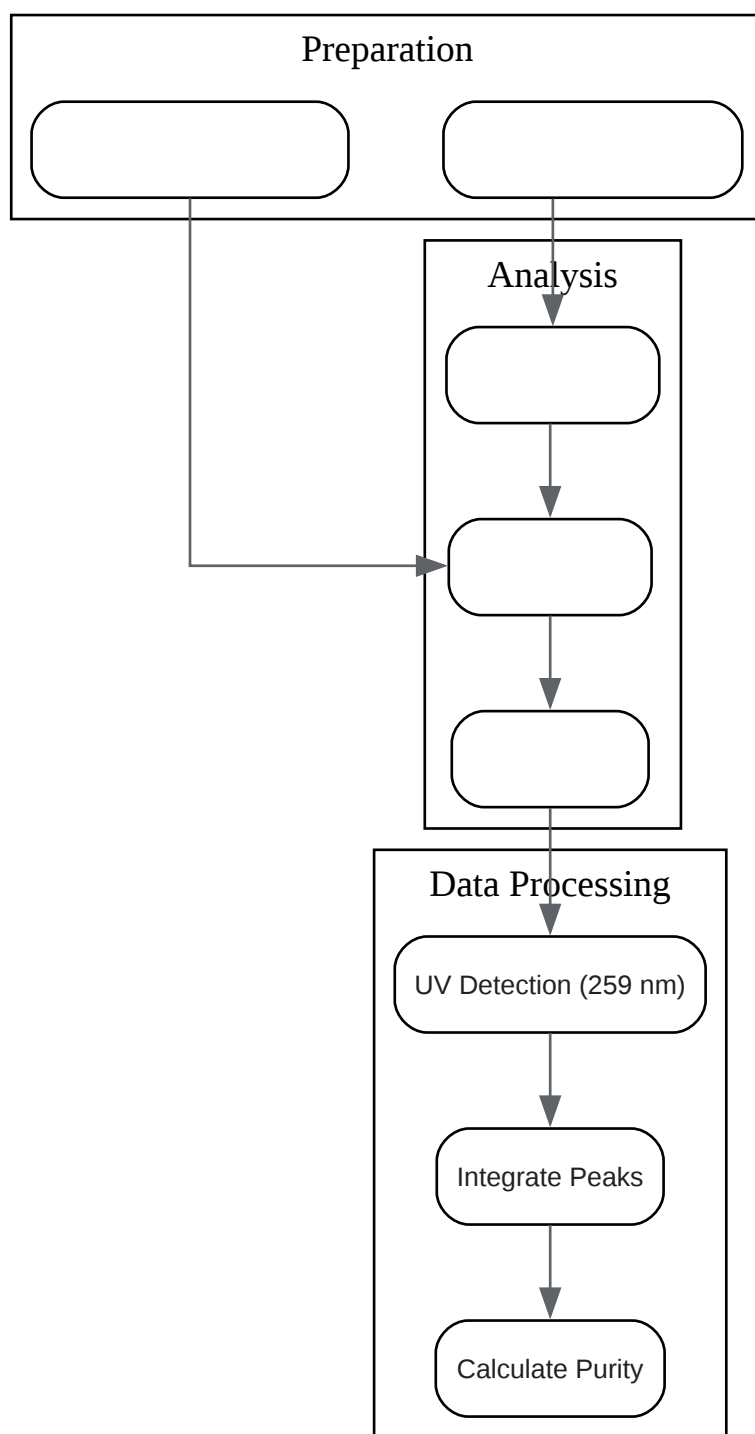 Preparation
Analysis
Data Processing
UV Detection (259 nm)
Integrate Peaks
Calculate Purity